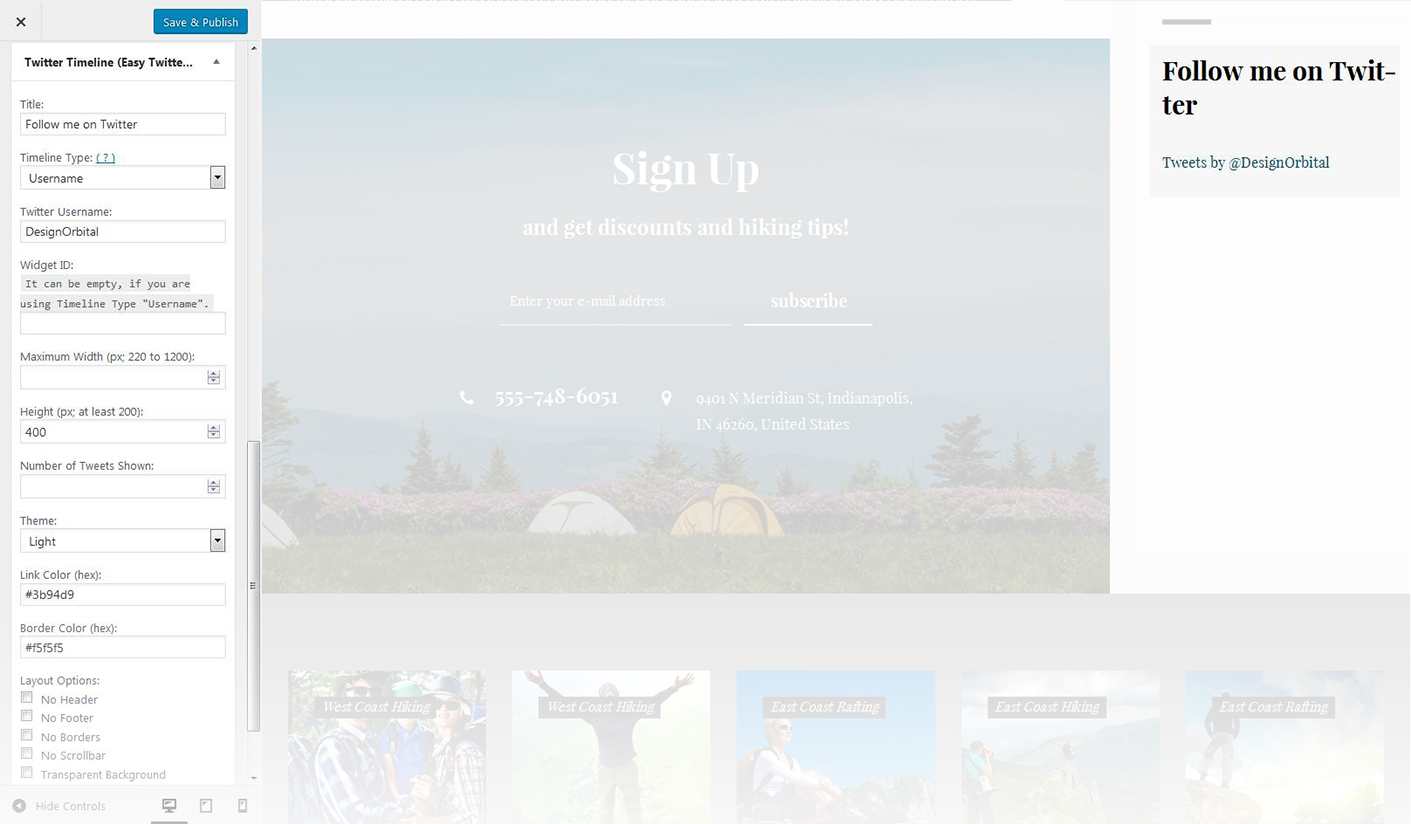 Save & Publish
Twitter Timeline (Easy Twitte...
Title:
Follow me on Twitter
Timeline Type: ( ? )
Username
Twitter Username:
DesignOrbital
Widget ID:
It can be empty, if you are
using Timeline Type "Username".
Maximum Width (px; 220 to 1200):
Height (px; at least 200):
400
Number of Tweets Shown:
Theme:
Light
Link Color (hex):
#3b94d9
Border Color (hex):
#f5f5f5
Layout Options:
No Header
No Footer
No Borders
No Scrollbar
Transparent Background
Hide Controls
Sign Up
and get discounts and hiking tips!
Enter your e-mail address
subscribe
555-748-6051
9401 N Meridian St, Indianapolis,
IN 46260, United States
Follow me on Twit-
ter
Tweets by @DesignOrbital
West Coast Hiking
West Coast Hiking
East Coast Rafting
East Coast Hiking
East Coast Rafting